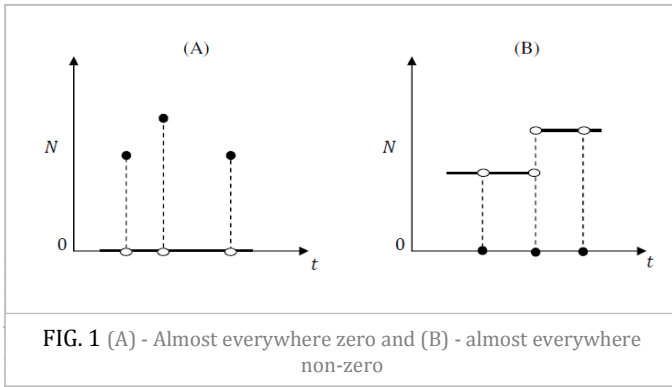 (A)
(B)
N
N
0
t
0
t
FIG. 1 (A) - Almost everywhere zero and (B) - almost everywhere
non-zero